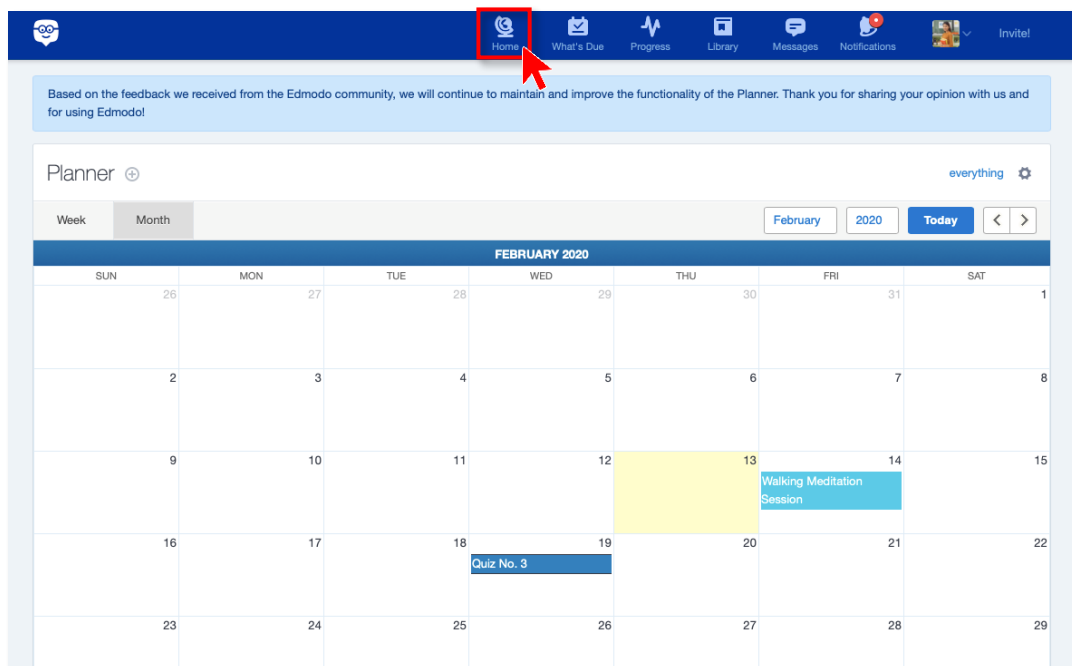 Home What's Due Progress Library Messages Notifications Invite!
Based on the feedback we received from the Edmodo community, we will continue to maintain and improve the functionality of the Planner. Thank you for sharing your opinion with us and
for using Edmodo!
Planner everything
Week Month February 2020 Today
FEBRUARY 2020
SUN MON TUE WED THU FRI SAT
26 27 28 29 30 31 1
2 3 4 5 6 7 8
9 10 11 12 13 14 15
Walking Meditation
Session
16 17 18 19 20 21 22
Quiz No. 3
23 24 25 26 27 28 29